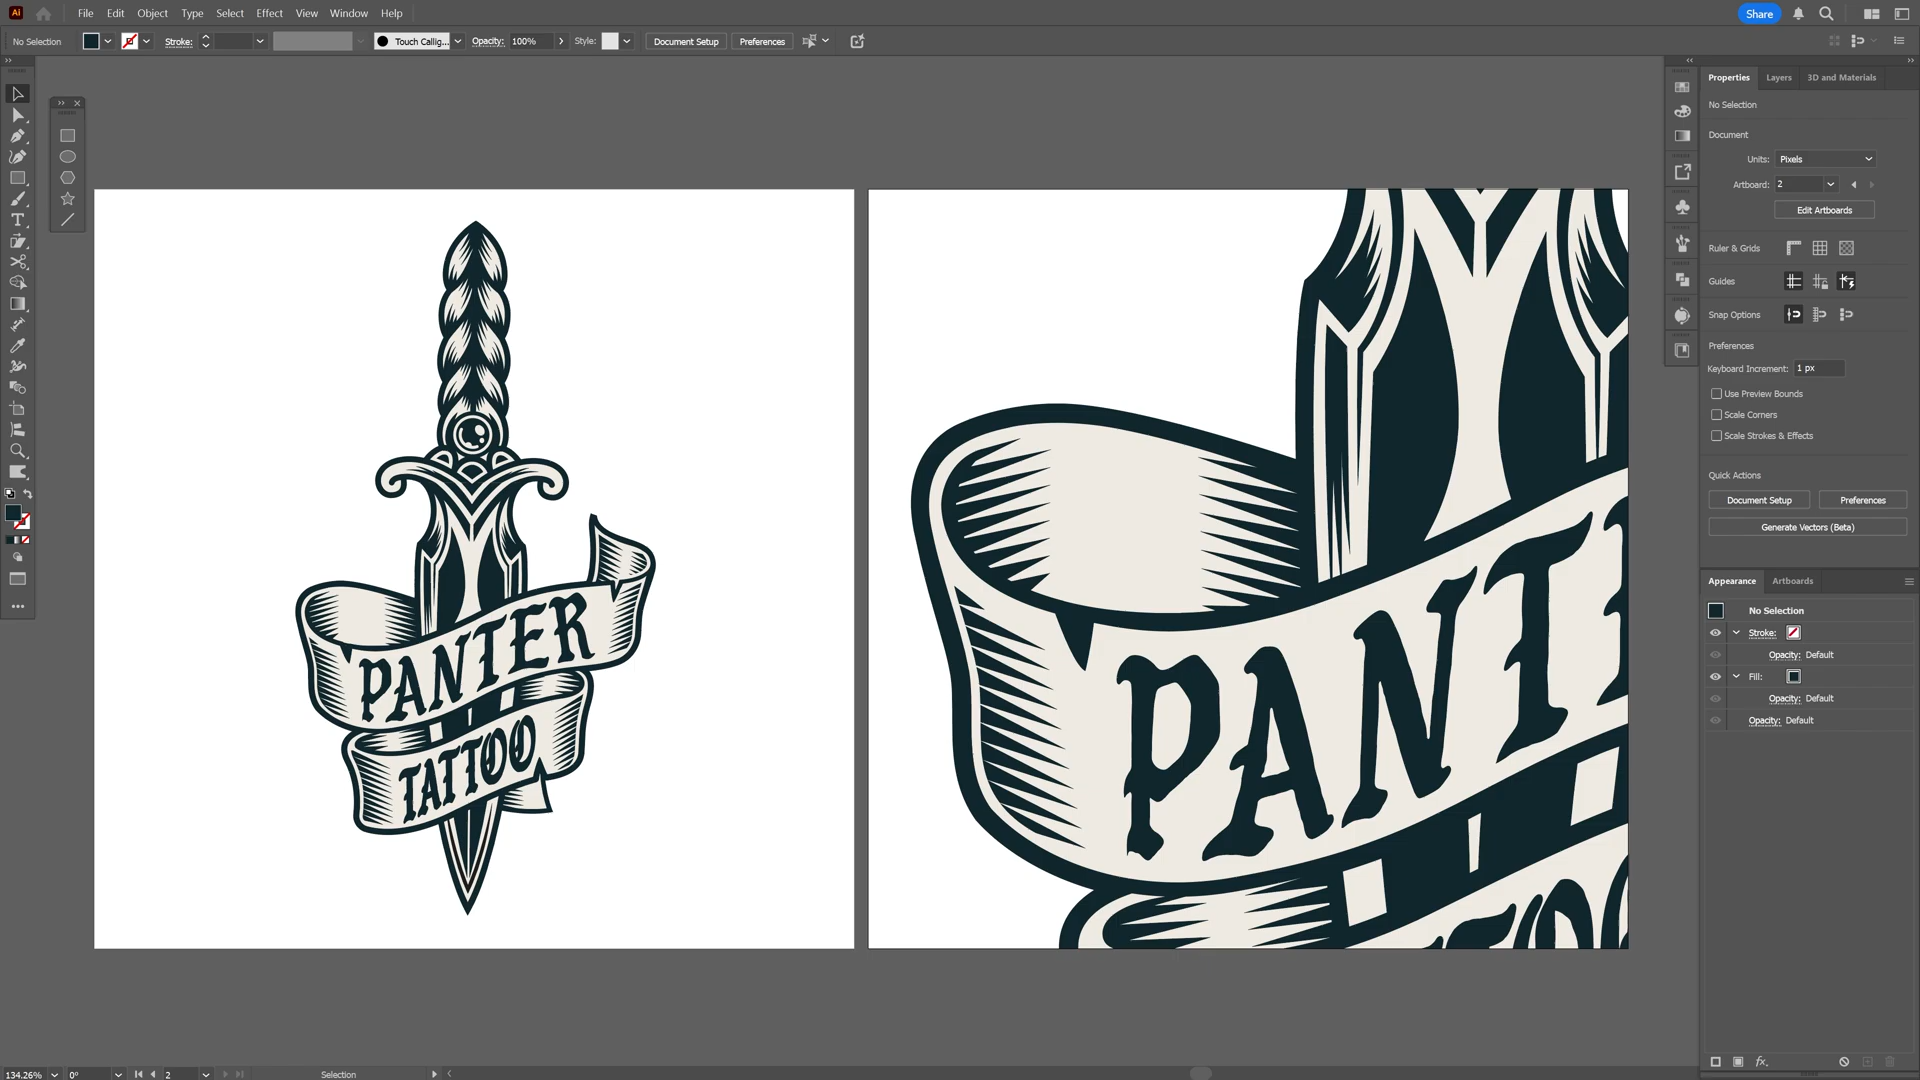 Ai File Edit Object Type Select Effect View Window Help Share
No Selection Stroke: Touch Callig... Opacity: 100% Style: Document Setup Preferences
Properties Layers 3D and Materials
No Selection
Document
Units: Pixels
Artboard: 2
Edit Artboards
Ruler & Grids
Guides
Snap Options
Preferences
Keyboard Increment: 1 px
Use Preview Bounds
Scale Corners
Scale Strokes & Effects
Quick Actions
Document Setup Preferences
Generate Vectors (Beta)
Appearance Artboards
No Selection
Stroke:
Opacity: Default
Fill:
Opacity: Default
Opacity: Default
PANTER
TATTOO
PANT
134.26% 0° 2 Selection